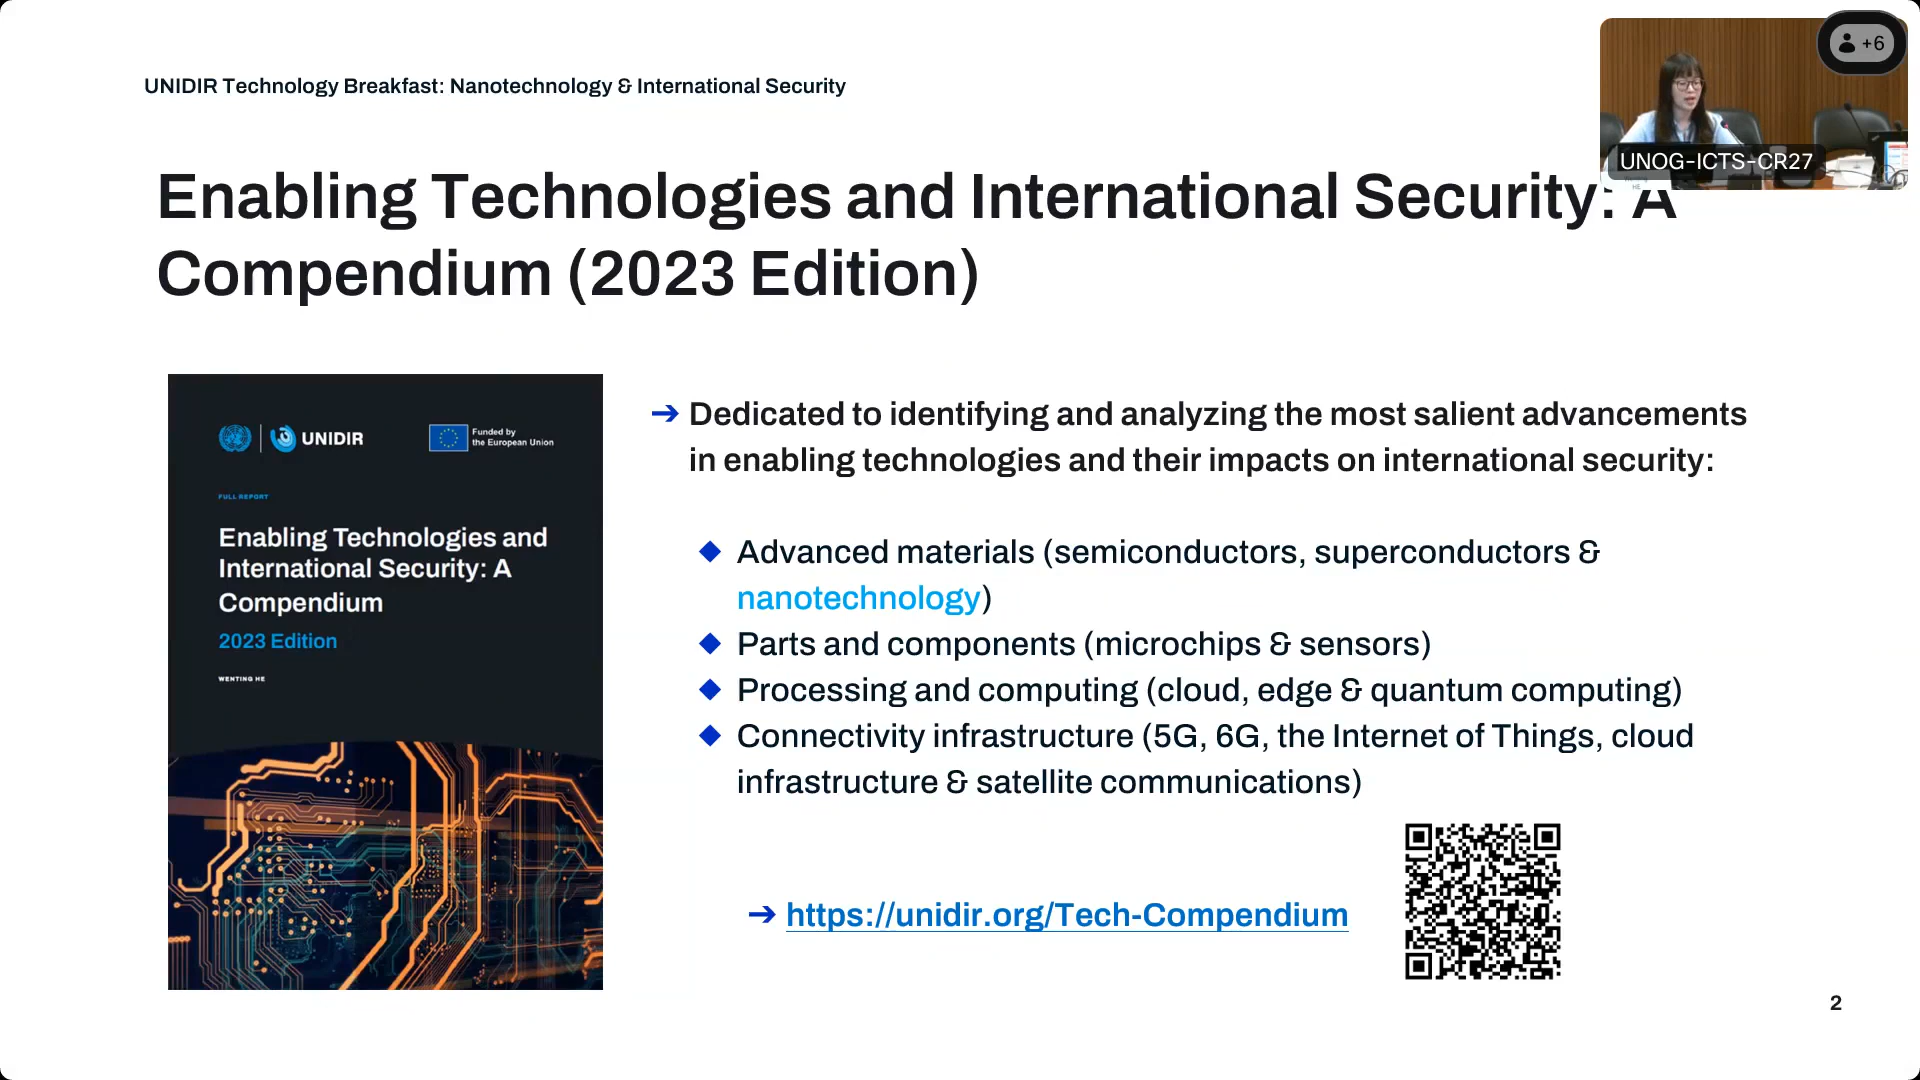 UNIDIR Technology Breakfast: Nanotechnology & International Security
+6
UNOG-ICTS-CR27
Enabling Technologies and International Security: A
Compendium (2023 Edition)
UNIDIR
Funded by
the European Union
FULL REPORT
Enabling Technologies and
International Security: A
Compendium
2023 Edition
WENTING HE
➔ Dedicated to identifying and analyzing the most salient advancements
in enabling technologies and their impacts on international security:
◆ Advanced materials (semiconductors, superconductors &
nanotechnology)
◆ Parts and components (microchips & sensors)
◆ Processing and computing (cloud, edge & quantum computing)
◆ Connectivity infrastructure (5G, 6G, the Internet of Things, cloud
infrastructure & satellite communications)
➔ https://unidir.org/Tech-Compendium
2